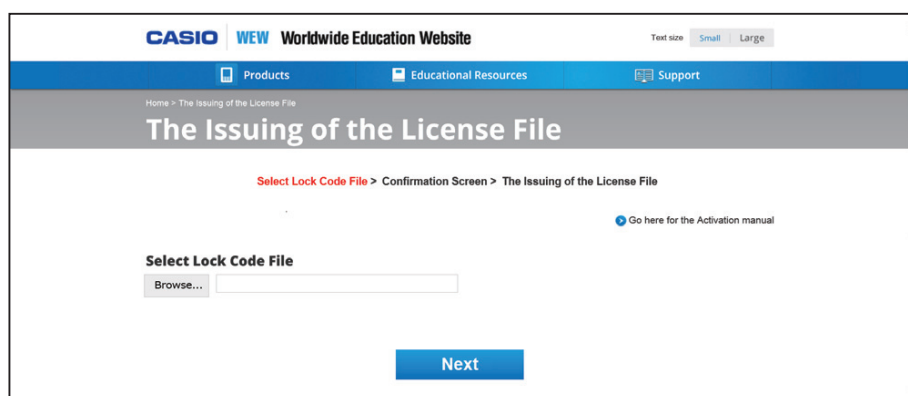 CASIO WEW Worldwide Education Website Text size Small Large
Products Educational Resources Support
Home > The Issuing of the License File
The Issuing of the License File
Select Lock Code File > Confirmation Screen > The Issuing of the License File
Go here for the Activation manual
Select Lock Code File
Browse...
Next